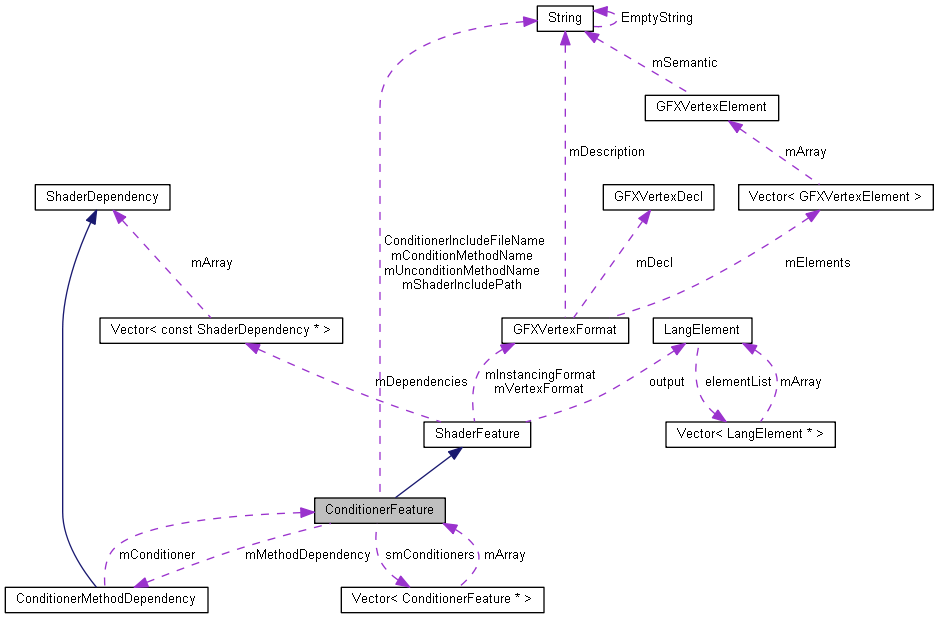 String
EmptyString
mSemantic
GFXVertexElement
mDescription
mArray
ShaderDependency
GFXVertexDecl
Vector< GFXVertexElement >
ConditionerIncludeFileName
mConditionMethodName
mUnconditionMethodName
mShaderIncludePath
mArray
mDecl
mElements
Vector< const ShaderDependency * >
GFXVertexFormat
LangElement
mDependencies
mInstancingFormat
mVertexFormat
output
elementList
mArray
ShaderFeature
Vector< LangElement * >
ConditionerFeature
mConditioner
mMethodDependency
smConditioners
mArray
ConditionerMethodDependency
Vector< ConditionerFeature * >